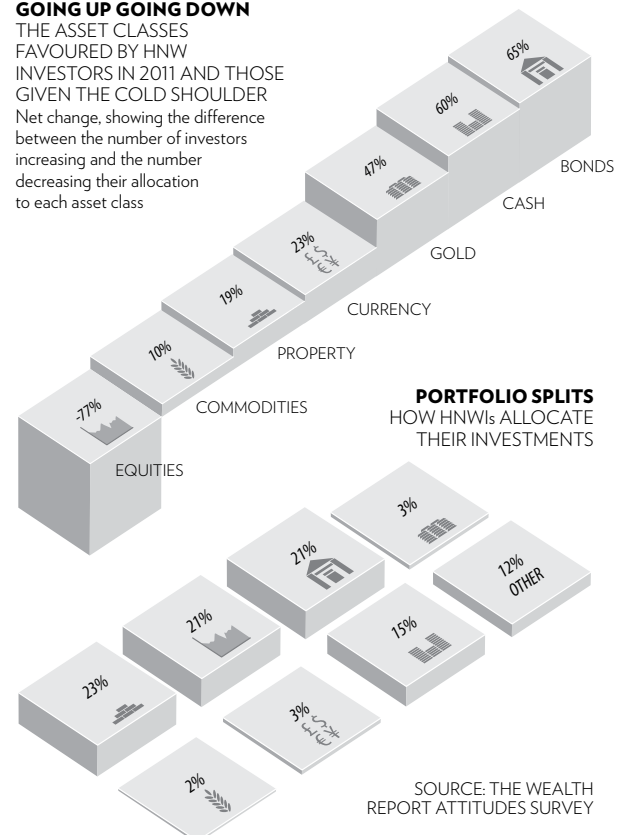 GOING UP GOING DOWN
THE ASSET CLASSES
FAVOURED BY HNW
INVESTORS IN 2011 AND THOSE
GIVEN THE COLD SHOULDER
Net change, showing the difference
between the number of investors
increasing and the number
decreasing their allocation
to each asset class
65%
BONDS
60%
CASH
47%
GOLD
23%
CURRENCY
19%
PROPERTY
10%
COMMODITIES
-77%
EQUITIES
PORTFOLIO SPLITS
HOW HNWIs ALLOCATE
THEIR INVESTMENTS
3%
21%
12%
OTHER
21%
15%
23%
3%
2%
SOURCE: THE WEALTH
REPORT ATTITUDES SURVEY